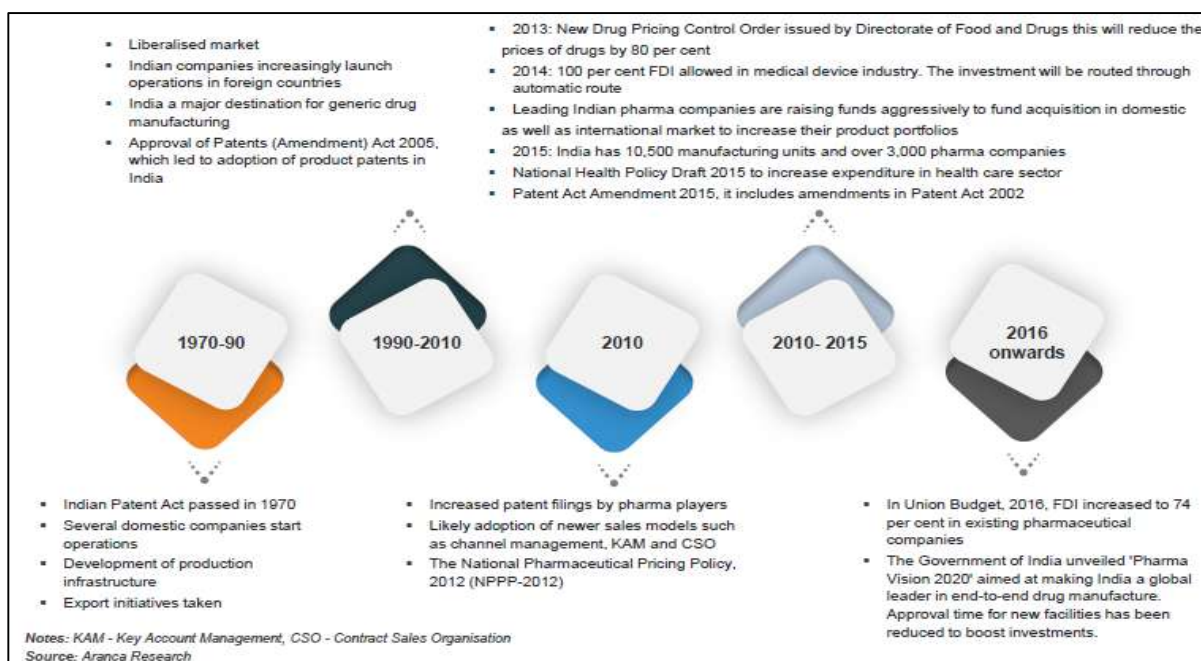 ▪ Liberalised market
▪ Indian companies increasingly launch
operations in foreign countries
▪ India a major destination for generic drug
manufacturing
▪ Approval of Patents (Amendment) Act 2005,
which led to adoption of product patents in
India
▪ 2013: New Drug Pricing Control Order issued by Directorate of Food and Drugs this will reduce the
prices of drugs by 80 per cent
▪ 2014: 100 per cent FDI allowed in medical device industry. The investment will be routed through
automatic route
▪ Leading Indian pharma companies are raising funds aggressively to fund acquisition in domestic
as well as international market to increase their product portfolios
▪ 2015: India has 10,500 manufacturing units and over 3,000 pharma companies
▪ National Health Policy Draft 2015 to increase expenditure in health care sector
▪ Patent Act Amendment 2015, it includes amendments in Patent Act 2002
1970-90
1990-2010
2010
2010- 2015
2016
onwards
▪ Indian Patent Act passed in 1970
▪ Several domestic companies start
operations
▪ Development of production
infrastructure
▪ Export initiatives taken
▪ Increased patent filings by pharma players
▪ Likely adoption of newer sales models such
as channel management, KAM and CSO
▪ The National Pharmaceutical Pricing Policy,
2012 (NPPP-2012)
▪ In Union Budget, 2016, FDI increased to 74
per cent in existing pharmaceutical
companies
▪ The Government of India unveiled 'Pharma
Vision 2020' aimed at making India a global
leader in end-to-end drug manufacture.
Approval time for new facilities has been
reduced to boost investments.
Notes: KAM - Key Account Management, CSO - Contract Sales Organisation
Source: Aranca Research